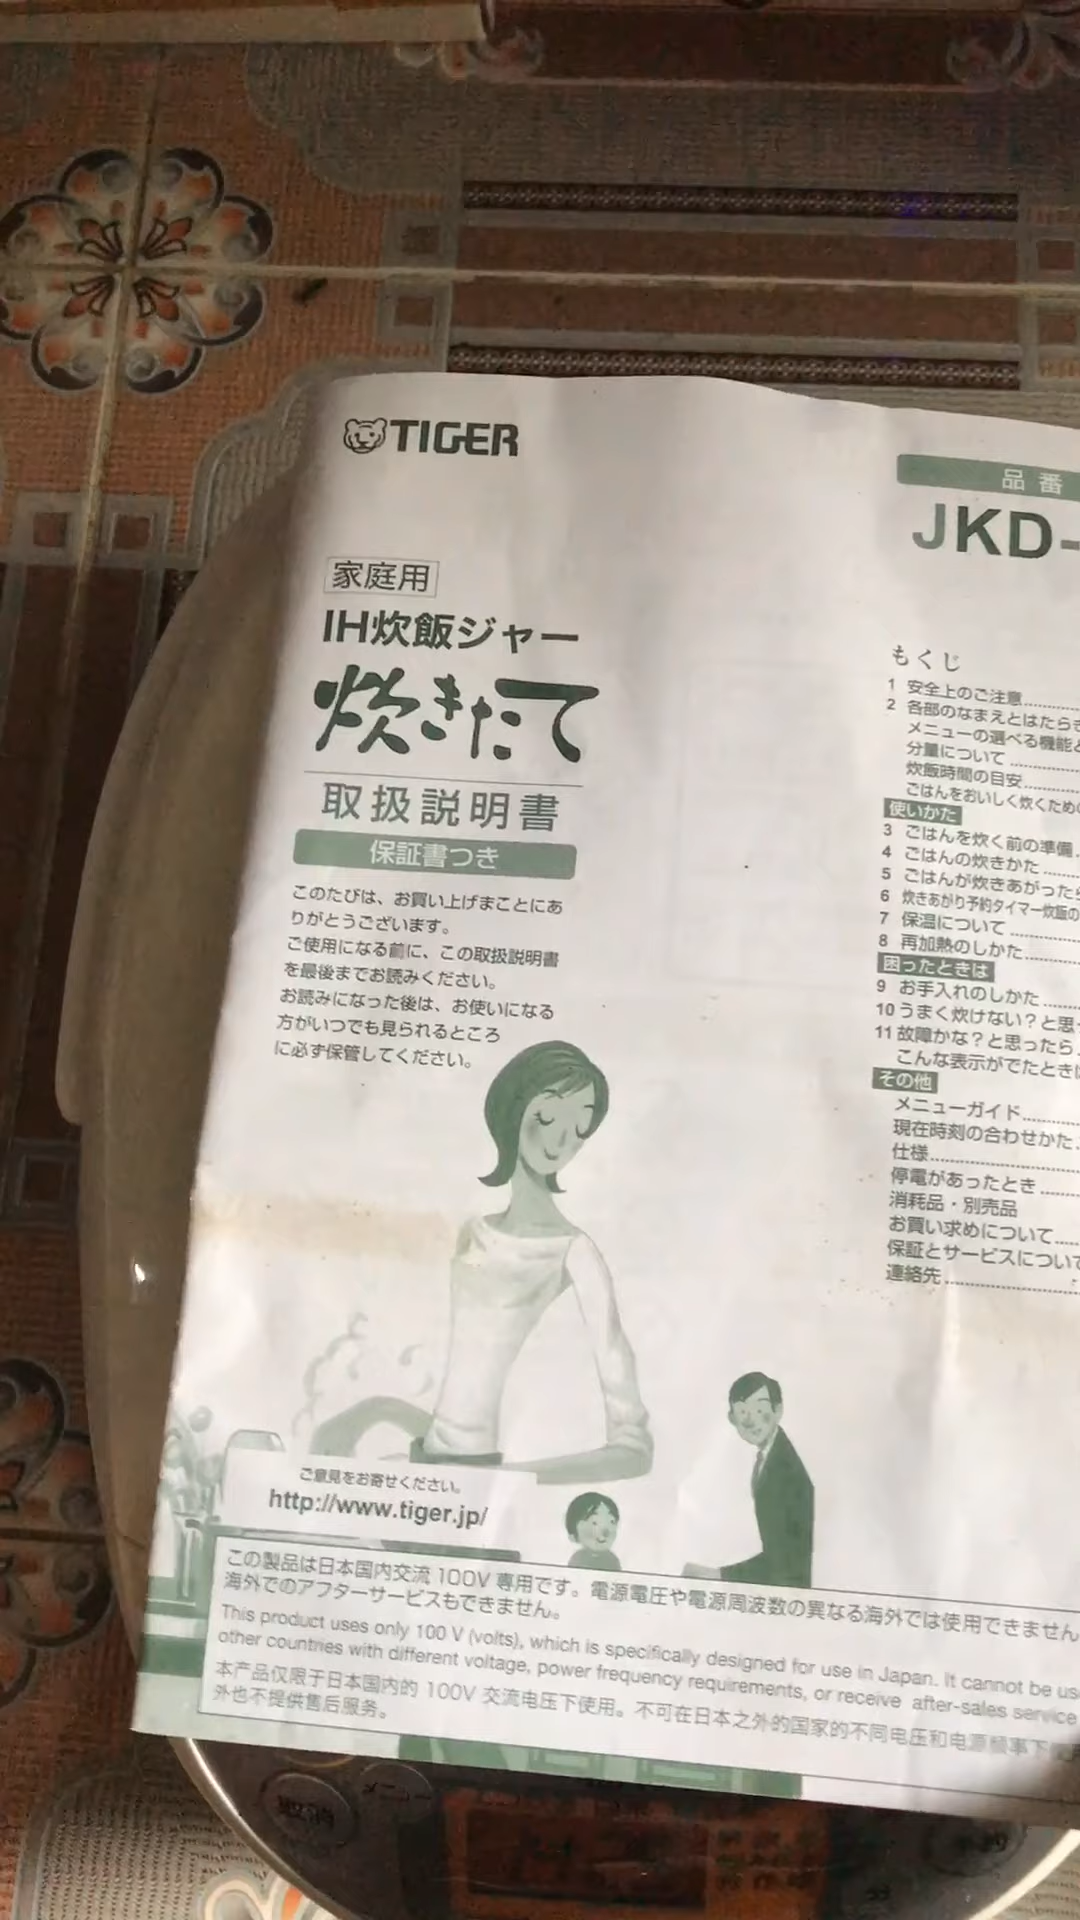 TIGER
品番
JKD-
家庭用
IH炊飯ジャー
炊きたて
取扱説明書
保証書つき
このたびは、お買い上げまことにあ
りがとうございます。
ご使用になる前に、この取扱説明書
を最後までお読みください。
お読みになった後は、お使いになる
方がいつでも見られるところ
に必ず保管してください。
もくじ
1 安全上のご注意
2 各部のなまえとはたらき
メニューの選べる機能と
分量について
炊飯時間の目安
ごはんをおいしく炊くため
使いかた
3 ごはんを炊く前の準備
4 ごはんの炊きかた
5 ごはんが炊きあがったら
6 炊きあがり予約タイマー炊飯の
7 保温について
8 再加熱のしかた
困ったときは
9 お手入れのしかた
10 うまく炊けない？と思
11 故障かな？と思ったら
こんな表示がでたときは
その他
メニューガイド
現在時刻の合わせかた
仕様
停電があったとき
消耗品・別売品
お買い求めについて
保証とサービスについて
連絡先
ご意見をお寄せください。
http://www.tiger.jp/
この製品は日本国内交流 100V 専用です。電源電圧や電源周波数の異なる海外では使用できません
海外でのアフターサービスもできません。
This product uses only 100 V (volts), which is specifically designed for use in Japan. It cannot be us
other countries with different voltage, power frequency requirements, or receive after-sales service
本产品仅限于日本国内的 100V 交流电压下使用。不可在日本之外的国家的不同电压和电源频率下
外也不提供售后服务。
取消
メニュー